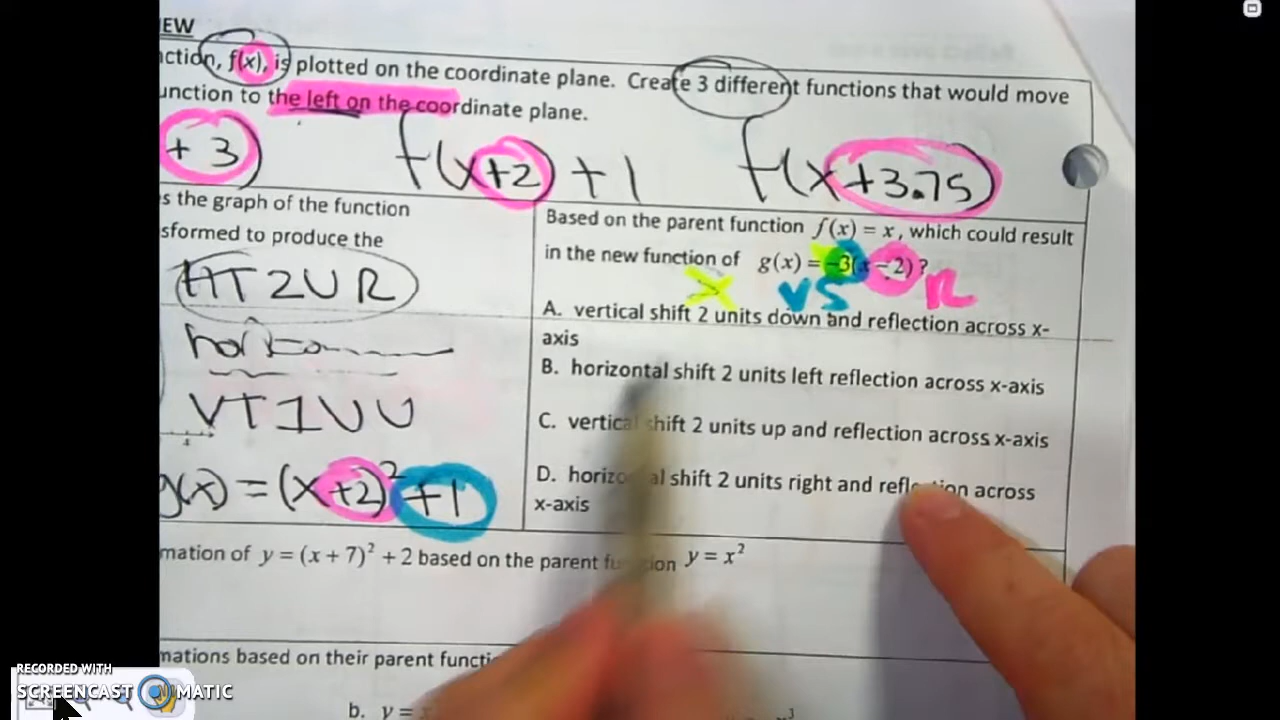 EW
nction, f(x), is plotted on the coordinate plane. Create 3 different functions that would move
unction to the left on the coordinate plane.
+ 3) f(x+2) + 1 f(x+3.75)
s the graph of the function
sformed to produce the
HT2UR
VT1UU
g(x) = (x+2)² +1
Based on the parent function f(x) = x, which could result
in the new function of g(x) = -3(x-2)?
X VS R
A. vertical shift 2 units down and reflection across x-
axis
B. horizontal shift 2 units left reflection across x-axis
C. vertical shift 2 units up and reflection across x-axis
D. horizontal shift 2 units right and reflection across
x-axis
mation of y = (x + 7)² + 2 based on the parent function y = x²
mations based on their parent functi
b. y =
RECORDED WITH
SCREENCAST MATIC